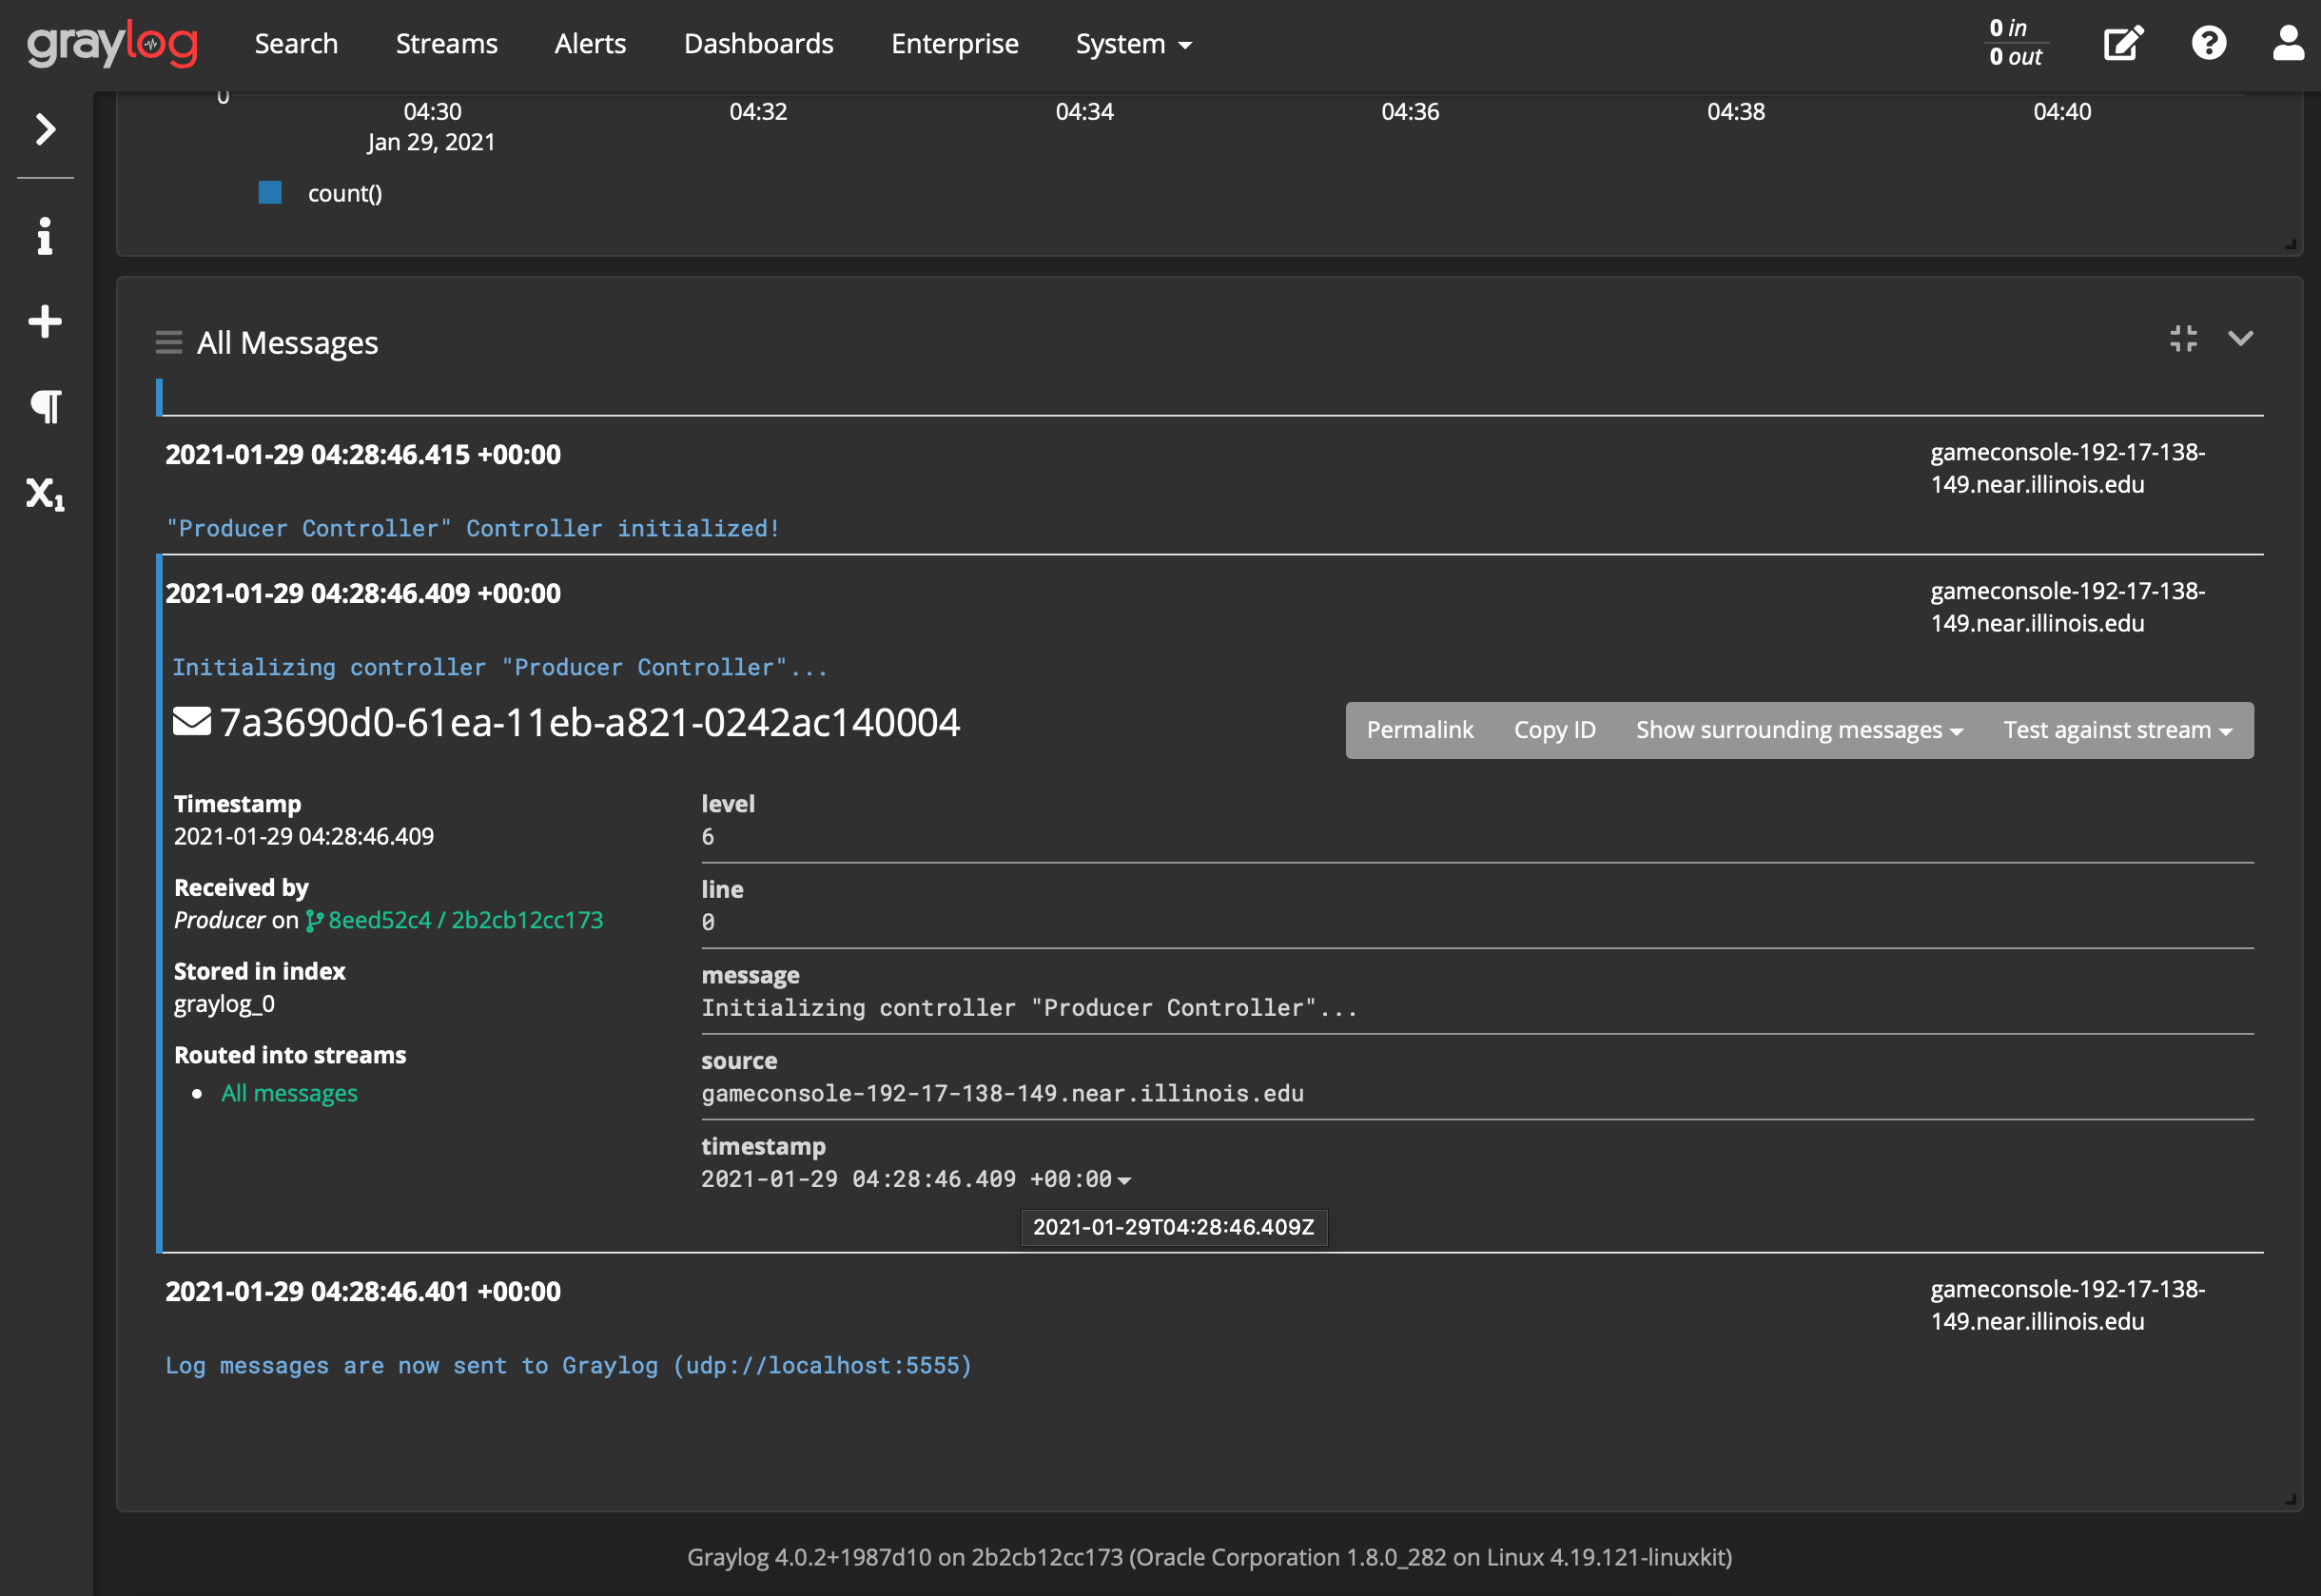 graylog Search Streams Alerts Dashboards Enterprise System 0 in
0 out
0
04:30 04:32 04:34 04:36 04:38 04:40
Jan 29, 2021
count()
All Messages
2021-01-29 04:28:46.415 +00:00 gameconsole-192-17-138-
149.near.illinois.edu
"Producer Controller" Controller initialized!
2021-01-29 04:28:46.409 +00:00 gameconsole-192-17-138-
149.near.illinois.edu
Initializing controller "Producer Controller"...
7a3690d0-61ea-11eb-a821-0242ac140004 Permalink Copy ID Show surrounding messages Test against stream
Timestamp
2021-01-29 04:28:46.409
Received by
Producer on 8eed52c4 / 2b2cb12cc173
Stored in index
graylog_0
Routed into streams
• All messages
level
6
line
0
message
Initializing controller "Producer Controller"...
source
gameconsole-192-17-138-149.near.illinois.edu
timestamp
2021-01-29 04:28:46.409 +00:00
2021-01-29T04:28:46.409Z
2021-01-29 04:28:46.401 +00:00 gameconsole-192-17-138-
149.near.illinois.edu
Log messages are now sent to Graylog (udp://localhost:5555)
Graylog 4.0.2+1987d10 on 2b2cb12cc173 (Oracle Corporation 1.8.0_282 on Linux 4.19.121-linuxkit)